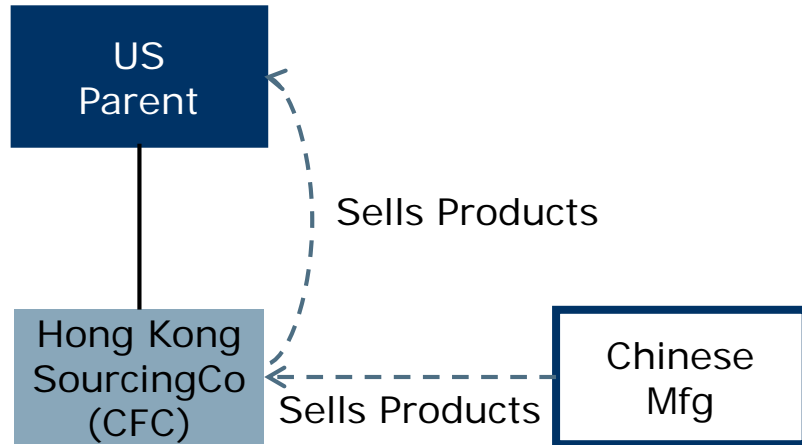 US
Parent
Sells Products
Hong Kong
SourcingCo
(CFC)
Chinese
Mfg
Sells Products